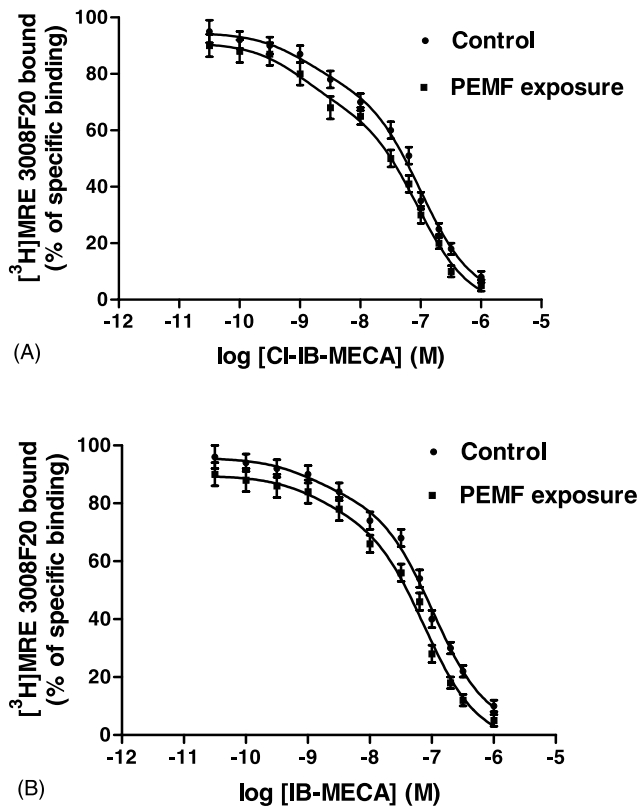 [³H]MRE 3008F20 bound
(% of specific binding)
100
80
60
40
20
0
Control
PEMF exposure
-12 -11 -10 -9 -8 -7 -6 -5
(A)
log [Cl-IB-MECA] (M)
[³H]MRE 3008F20 bound
(% of specific binding)
100
80
60
40
20
0
Control
PEMF exposure
-12 -11 -10 -9 -8 -7 -6 -5
(B)
log [IB-MECA] (M)